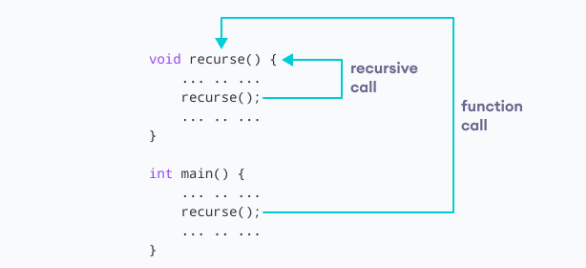 void recurse() {
... .. ...
recurse();
... .. ...
}
int main() {
... .. ...
recurse();
... .. ...
}
recursive
call
function
call